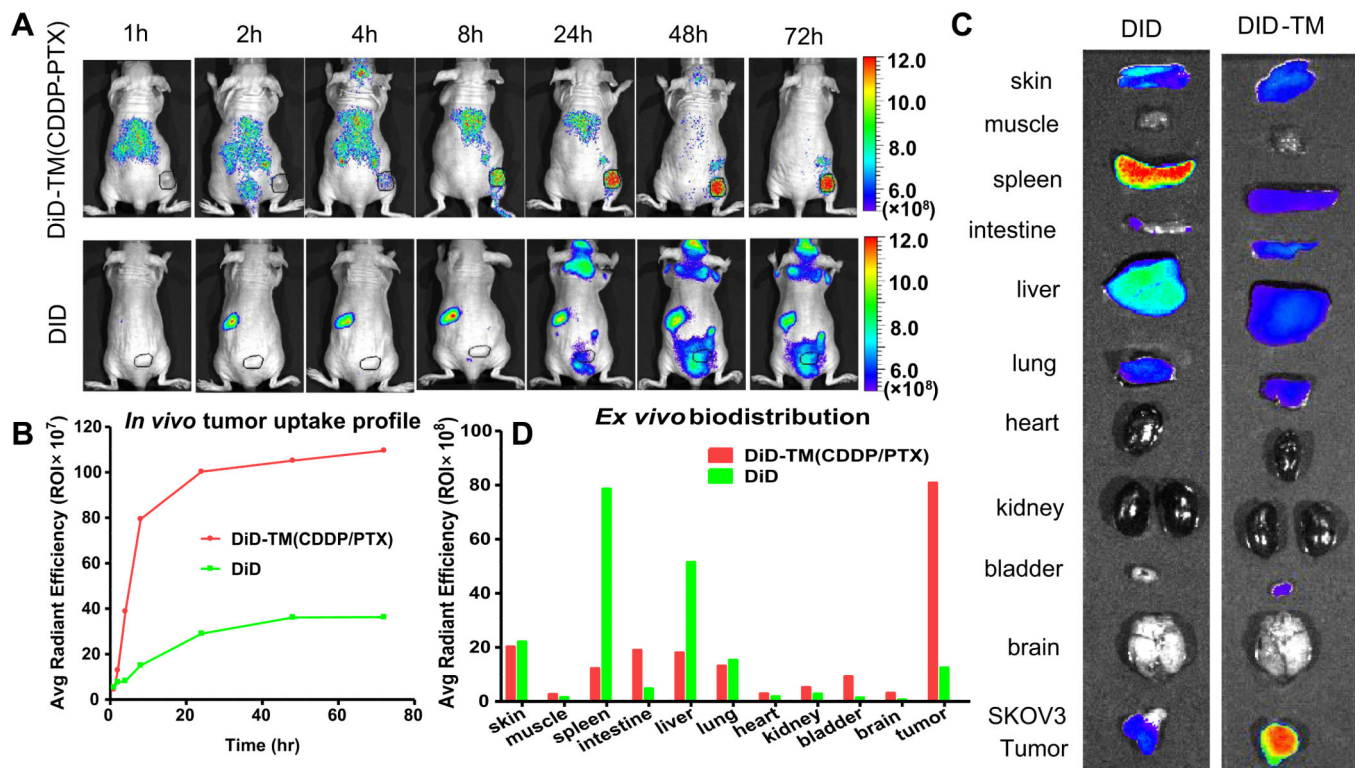 A
1h 2h 4h 8h 24h 48h 72h
DiD-TM(CDDP-PTX)
12.0
10.0
8.0
6.0
(×10⁸)
DID
12.0
10.0
8.0
6.0
(×10⁸)
B
In vivo tumor uptake profile
Avg Radiant Efficiency (ROI× 10⁷)
120
100
80
60
40
20
0
DiD-TM(CDDP/PTX)
DiD
0 20 40 60 80
Time (hr)
D
Ex vivo biodistribution
Avg Radiant Efficiency (ROI× 10⁸)
100
80
60
40
20
0
DiD-TM(CDDP/PTX)
DiD
skin muscle spleen intestine liver lung heart kidney bladder brain tumor
C
DID DID-TM
skin
muscle
spleen
intestine
liver
lung
heart
kidney
bladder
brain
SKOV3
Tumor